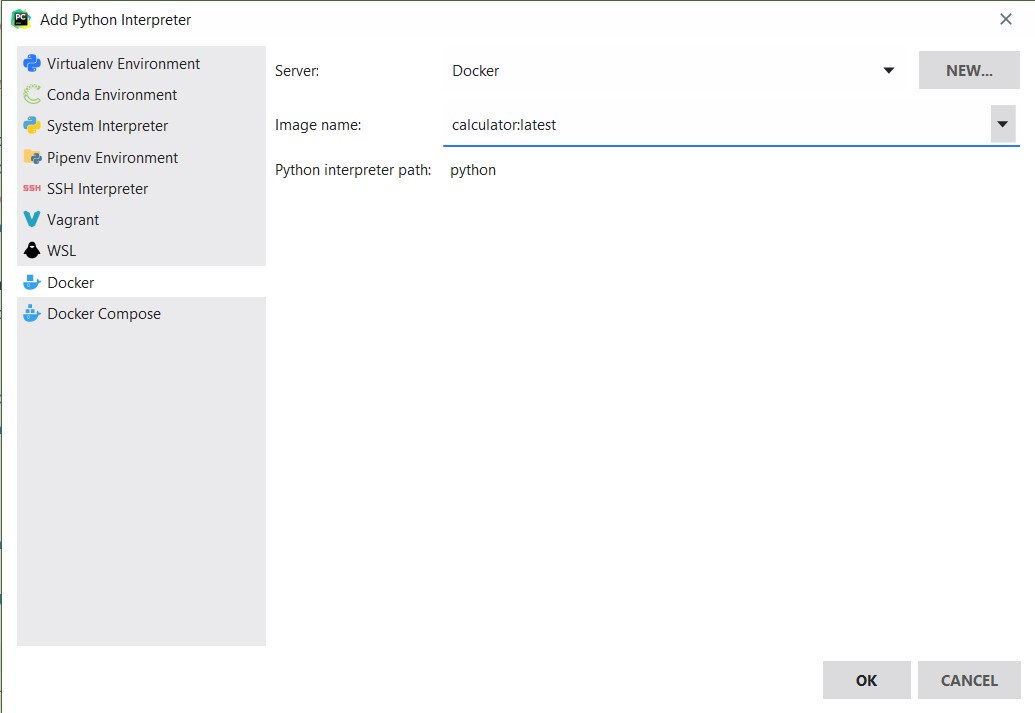 Add Python Interpreter
Virtualenv Environment
Conda Environment
System Interpreter
Pipenv Environment
SSH SSH Interpreter
Vagrant
WSL
Docker
Docker Compose
Server: Docker NEW...
Image name: calculator:latest
Python interpreter path: python
OK CANCEL